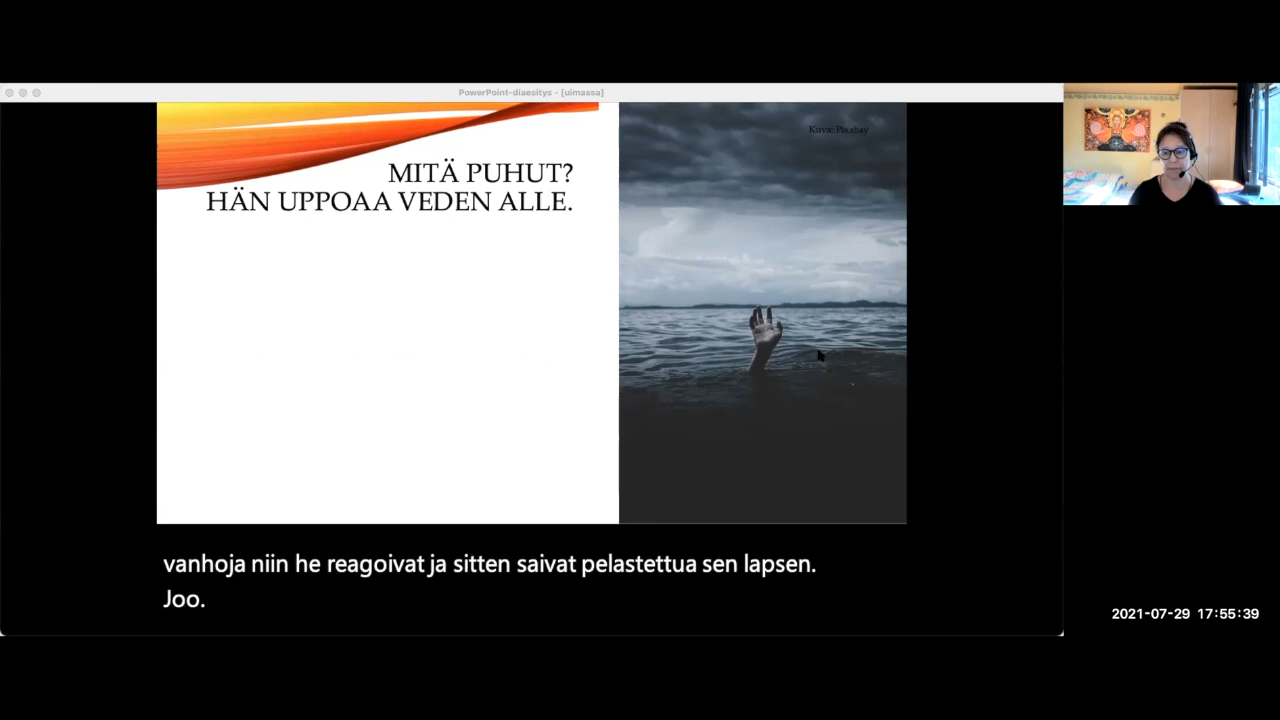 PowerPoint-diaesitys - [uimassa]
Kuva: Pixabay
MITÄ PUHUT?
HÄN UPPOAA VEDEN ALLE.
vanhoja niin he reagoivat ja sitten saivat pelastettua sen lapsen.
Joo.
2021-07-29 17:55:39